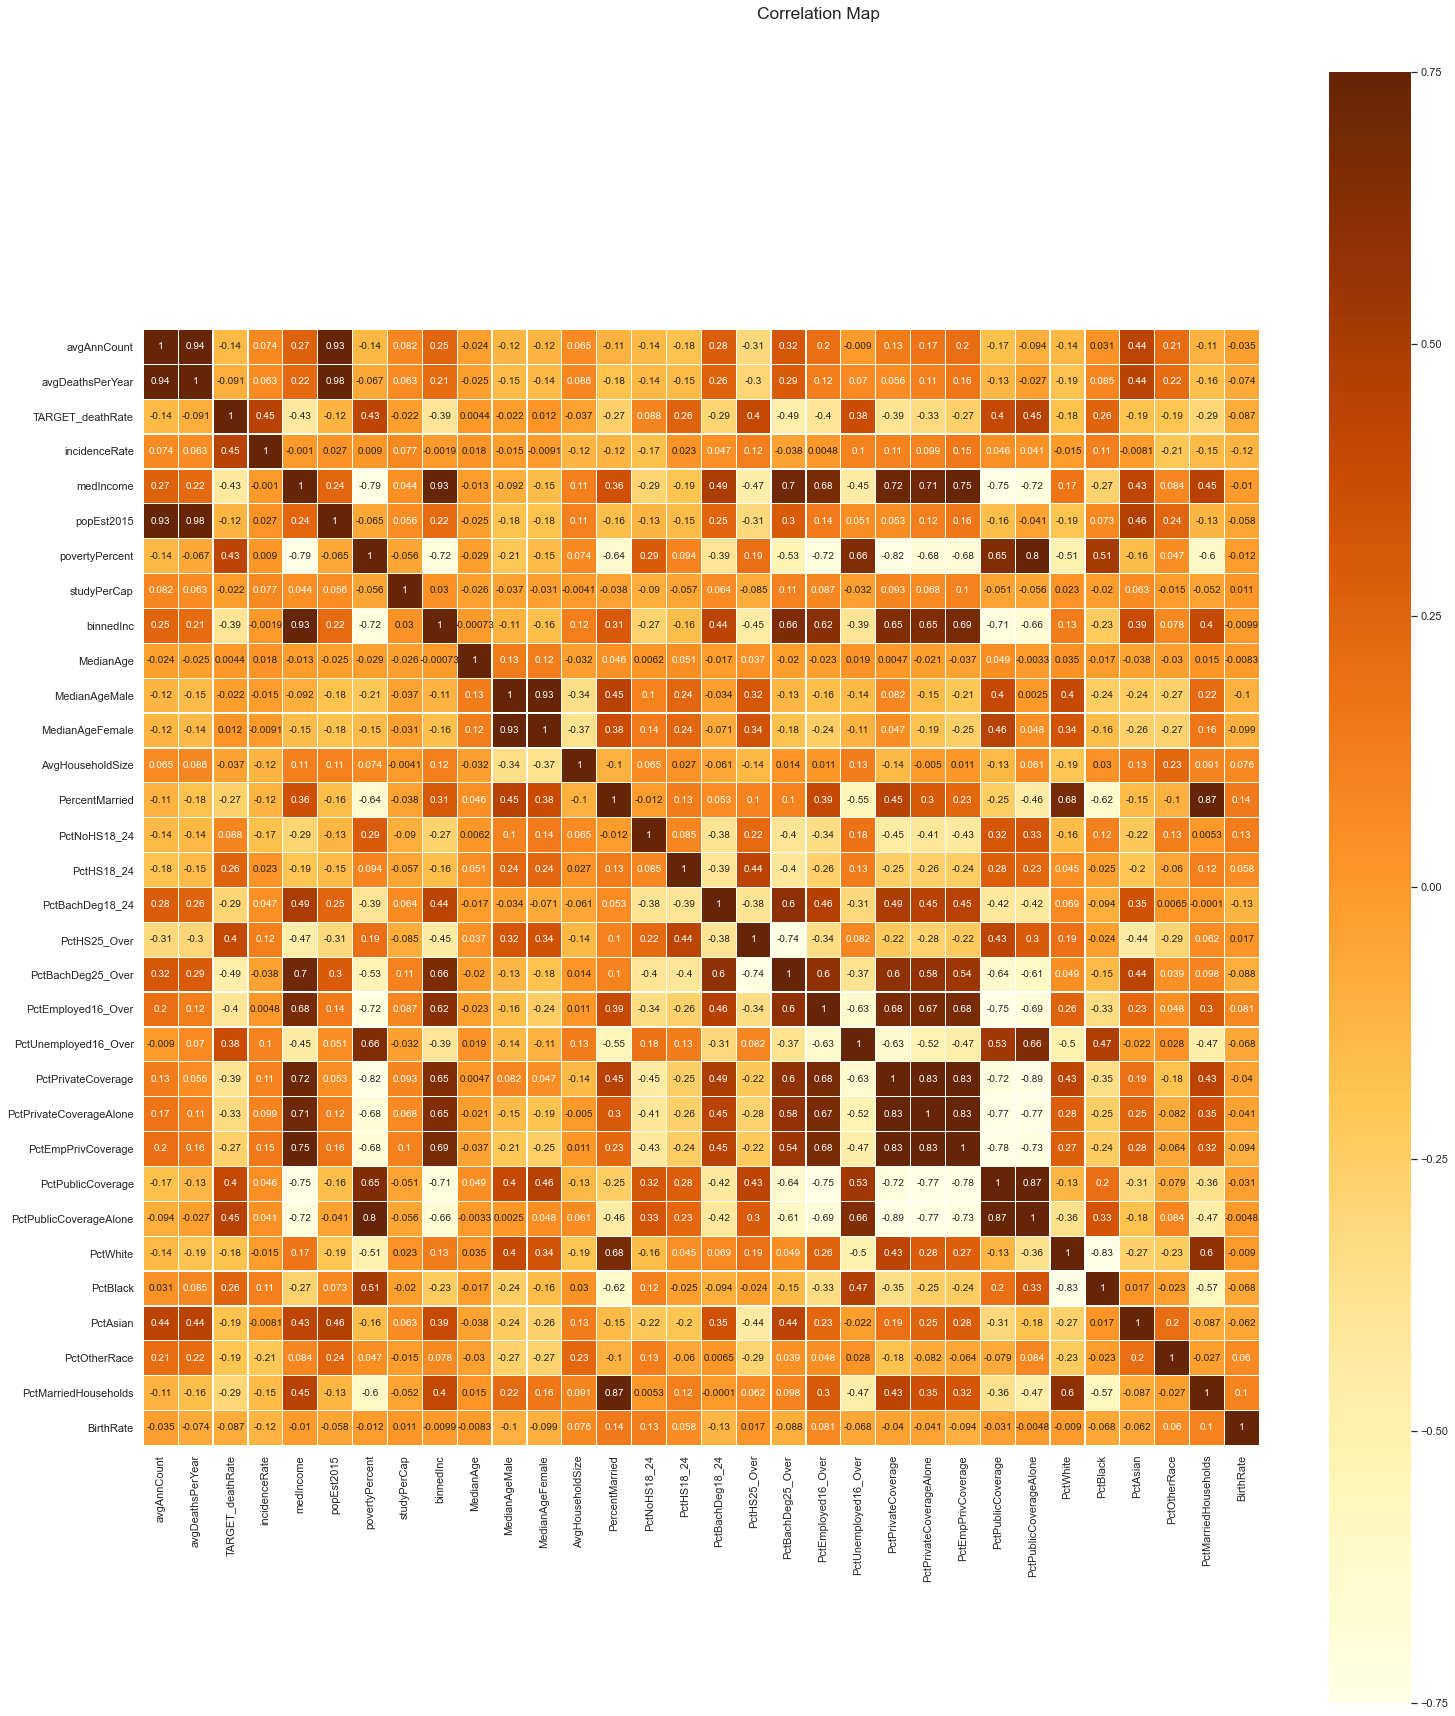 Correlation Map
avgAnnCount 1 0.94 -0.14 0.074 0.27 0.93 -0.14 0.082 0.25 -0.024 -0.12 -0.12 0.065 -0.11 -0.14 -0.18 0.28 -0.31 0.32 0.2 -0.009 0.13 0.17 0.2 -0.17 -0.094 -0.14 0.031 0.44 0.21 -0.11 -0.035
avgDeathsPerYear 0.94 1 -0.091 0.063 0.22 0.98 -0.067 0.063 0.21 -0.025 -0.15 -0.14 0.086 -0.18 -0.14 -0.15 0.26 -0.3 0.29 0.12 0.07 0.056 0.11 0.16 -0.13 -0.027 -0.19 0.085 0.44 0.22 -0.16 -0.074
TARGET_deathRate -0.14 -0.091 1 0.45 -0.43 -0.12 0.43 -0.022 -0.39 0.0044 -0.022 0.012 -0.037 -0.27 0.088 0.26 -0.29 0.4 -0.49 -0.4 0.38 -0.39 -0.33 -0.27 0.4 0.45 -0.18 0.26 -0.19 -0.19 -0.29 -0.087
incidenceRate 0.074 0.063 0.45 1 -0.001 0.027 0.009 0.077 -0.0019 0.018 -0.015 -0.0091 -0.12 -0.12 -0.17 0.023 0.047 0.12 -0.038 0.0048 0.1 0.11 0.099 0.15 0.046 0.041 -0.015 0.11 -0.0081 -0.21 -0.15 -0.12
medIncome 0.27 0.22 -0.43 -0.001 1 0.24 -0.79 0.044 0.93 -0.013 -0.092 -0.15 0.11 0.36 -0.29 -0.19 0.49 -0.47 0.7 0.68 -0.45 0.72 0.71 0.75 -0.75 -0.72 0.17 -0.27 0.43 0.084 0.45 -0.01
popEst2015 0.93 0.98 -0.12 0.027 0.24 1 -0.065 0.056 0.22 -0.025 -0.18 -0.18 0.11 -0.16 -0.13 -0.15 0.25 -0.31 0.3 0.14 0.051 0.053 0.12 0.16 -0.16 -0.041 -0.19 0.073 0.46 0.24 -0.13 -0.058
povertyPercent -0.14 -0.067 0.43 0.009 -0.79 -0.065 1 -0.056 -0.72 -0.029 -0.21 -0.15 0.074 -0.64 0.29 0.094 -0.39 0.19 -0.53 -0.72 0.66 -0.82 -0.68 -0.68 0.65 0.8 -0.51 0.51 -0.16 0.047 -0.6 -0.012
studyPerCap 0.082 0.063 -0.022 0.077 0.044 0.056 -0.056 1 0.03 -0.026 -0.037 -0.031 -0.0041 -0.038 -0.09 -0.057 0.064 -0.085 0.11 0.087 -0.032 0.093 0.068 0.1 -0.051 -0.056 0.023 -0.02 0.063 -0.015 -0.052 0.011
binnedInc 0.25 0.21 -0.39 -0.0019 0.93 0.22 -0.72 0.03 1 -0.00073 -0.11 -0.16 0.12 0.31 -0.27 -0.16 0.44 -0.45 0.66 0.62 -0.39 0.65 0.65 0.69 -0.71 -0.66 0.13 -0.23 0.39 0.078 0.4 -0.0099
MedianAge -0.024 -0.025 0.0044 0.018 -0.013 -0.025 -0.029 -0.026 -0.00073 1 0.13 0.12 -0.032 0.046 0.0062 0.051 -0.017 0.037 -0.02 -0.023 0.019 0.0047 -0.021 -0.037 0.049 -0.0033 0.035 -0.017 -0.038 -0.03 0.015 -0.0083
MedianAgeMale -0.12 -0.15 -0.022 -0.015 -0.092 -0.18 -0.21 -0.037 -0.11 0.13 1 0.93 -0.34 0.45 0.1 0.24 -0.034 0.32 -0.13 -0.16 -0.14 0.082 -0.15 -0.21 0.4 0.0025 0.4 -0.24 -0.24 -0.27 0.22 -0.1
MedianAgeFemale -0.12 -0.14 0.012 -0.0091 -0.15 -0.18 -0.15 -0.031 -0.16 0.12 0.93 1 -0.37 0.38 0.14 0.24 -0.071 0.34 -0.18 -0.24 -0.11 0.047 -0.19 -0.25 0.46 0.048 0.34 -0.16 -0.26 -0.27 0.16 -0.099
AvgHouseholdSize 0.065 0.086 -0.037 -0.12 0.11 0.11 0.074 -0.0041 0.12 -0.032 -0.34 -0.37 1 -0.1 0.065 0.027 -0.061 -0.14 0.014 0.011 0.13 -0.14 -0.005 0.011 -0.13 0.061 -0.19 0.03 0.13 0.23 0.091 0.076
PercentMarried -0.11 -0.18 -0.27 -0.12 0.36 -0.16 -0.64 -0.038 0.31 0.046 0.45 0.38 -0.1 1 -0.012 0.13 0.053 0.1 0.1 0.39 -0.55 0.45 0.3 0.23 -0.25 -0.46 0.68 -0.62 -0.15 -0.1 0.87 0.14
PctNoHS18_24 -0.14 -0.14 0.088 -0.17 -0.29 -0.13 0.29 -0.09 -0.27 0.0062 0.1 0.14 0.065 -0.012 1 0.085 -0.38 0.22 -0.4 -0.34 0.18 -0.45 -0.41 -0.43 0.32 0.33 -0.16 0.12 -0.22 0.13 0.0053 0.13
PctHS18_24 -0.18 -0.15 0.26 0.023 -0.19 -0.15 0.094 -0.057 -0.16 0.051 0.24 0.24 0.027 0.13 0.085 1 -0.39 0.44 -0.4 -0.26 0.13 -0.25 -0.26 -0.24 0.28 0.23 0.045 -0.025 -0.2 -0.06 0.12 0.058
PctBachDeg18_24 0.28 0.26 -0.29 0.047 0.49 0.25 -0.39 0.064 0.44 -0.017 -0.034 -0.071 -0.061 0.053 -0.38 -0.39 1 -0.38 0.6 0.46 -0.31 0.49 0.45 0.45 -0.42 -0.42 0.069 -0.094 0.35 0.0065 -0.0001 -0.13
PctHS25_Over -0.31 -0.3 0.4 0.12 -0.47 -0.31 0.19 -0.085 -0.45 0.037 0.32 0.34 -0.14 0.1 0.22 0.44 -0.38 1 -0.74 -0.34 0.082 -0.22 -0.28 -0.22 0.43 0.3 0.19 -0.024 -0.44 -0.29 0.062 0.017
PctBachDeg25_Over 0.32 0.29 -0.49 -0.038 0.7 0.3 -0.53 0.11 0.66 -0.02 -0.13 -0.18 0.014 0.1 -0.4 -0.4 0.6 -0.74 1 0.6 -0.37 0.6 0.58 0.54 -0.64 -0.61 0.049 -0.15 0.44 0.039 0.098 -0.088
PctEmployed16_Over 0.2 0.12 -0.4 0.0048 0.68 0.14 -0.72 0.087 0.62 -0.023 -0.16 -0.24 0.011 0.39 -0.34 -0.26 0.46 -0.34 0.6 1 -0.63 0.68 0.67 0.68 -0.75 -0.69 0.26 -0.33 0.23 0.048 0.3 0.081
PctUnemployed16_Over -0.009 0.07 0.38 0.1 -0.45 0.051 0.66 -0.032 -0.39 0.019 -0.14 -0.11 0.13 -0.55 0.18 0.13 -0.31 0.082 -0.37 -0.63 1 -0.63 -0.52 -0.47 0.53 0.66 -0.5 0.47 -0.022 0.028 -0.47 -0.068
PctPrivateCoverage 0.13 0.056 -0.39 0.11 0.72 0.053 -0.82 0.093 0.65 0.0047 0.082 0.047 -0.14 0.45 -0.45 -0.25 0.49 -0.22 0.6 0.68 -0.63 1 0.83 0.83 -0.72 -0.89 0.43 -0.35 0.19 -0.18 0.43 -0.04
PctPrivateCoverageAlone 0.17 0.11 -0.33 0.099 0.71 0.12 -0.68 0.068 0.65 -0.021 -0.15 -0.19 -0.005 0.3 -0.41 -0.26 0.45 -0.28 0.58 0.67 -0.52 0.83 1 0.83 -0.77 -0.77 0.28 -0.25 0.25 -0.082 0.35 -0.041
PctEmpPrivCoverage 0.2 0.16 -0.27 0.15 0.75 0.16 -0.68 0.1 0.69 -0.037 -0.21 -0.25 0.011 0.23 -0.43 -0.24 0.45 -0.22 0.54 0.68 -0.47 0.83 0.83 1 -0.78 -0.73 0.27 -0.24 0.28 -0.064 0.32 -0.094
PctPublicCoverage -0.17 -0.13 0.4 0.046 -0.75 -0.16 0.65 -0.051 -0.71 0.049 0.4 0.46 -0.13 -0.25 0.32 0.28 -0.42 0.43 -0.64 -0.75 0.53 -0.72 -0.77 -0.78 1 0.87 -0.13 0.2 -0.31 -0.079 -0.36 -0.031
PctPublicCoverageAlone -0.094 -0.027 0.45 0.041 -0.72 -0.041 0.8 -0.056 -0.66 -0.0033 0.0025 0.048 0.061 -0.46 0.33 0.23 -0.42 0.3 -0.61 -0.69 0.66 -0.89 -0.77 -0.73 0.87 1 -0.36 0.33 -0.18 0.084 -0.47 -0.0048
PctWhite -0.14 -0.19 -0.18 -0.015 0.17 -0.19 -0.51 0.023 0.13 0.035 0.4 0.34 -0.19 0.68 -0.16 0.045 0.069 0.19 0.049 0.26 -0.5 0.43 0.28 0.27 -0.13 -0.36 1 -0.83 -0.27 -0.23 0.6 -0.009
PctBlack 0.031 0.085 0.26 0.11 -0.27 0.073 0.51 -0.02 -0.23 -0.017 -0.24 -0.16 0.03 -0.62 0.12 -0.025 -0.094 -0.024 -0.15 -0.33 0.47 -0.35 -0.25 -0.24 0.2 0.33 -0.83 1 0.017 -0.023 -0.57 -0.068
PctAsian 0.44 0.44 -0.19 -0.0081 0.43 0.46 -0.16 0.063 0.39 -0.038 -0.24 -0.26 0.13 -0.15 -0.22 -0.2 0.35 -0.44 0.44 0.23 -0.022 0.19 0.25 0.28 -0.31 -0.18 -0.27 0.017 1 0.2 -0.087 -0.062
PctOtherRace 0.21 0.22 -0.19 -0.21 0.084 0.24 0.047 -0.015 0.078 -0.03 -0.27 -0.27 0.23 -0.1 0.13 -0.06 0.0065 -0.29 0.039 0.048 0.028 -0.18 -0.082 -0.064 -0.079 0.084 -0.23 -0.023 0.2 1 -0.027 0.06
PctMarriedHouseholds -0.11 -0.16 -0.29 -0.15 0.45 -0.13 -0.6 -0.052 0.4 0.015 0.22 0.16 0.091 0.87 0.0053 0.12 -0.0001 0.062 0.098 0.3 -0.47 0.43 0.35 0.32 -0.36 -0.47 0.6 -0.57 -0.087 -0.027 1 0.1
BirthRate -0.035 -0.074 -0.087 -0.12 -0.01 -0.058 -0.012 0.011 -0.0099 -0.0083 -0.1 -0.099 0.076 0.14 0.13 0.058 -0.13 0.017 -0.088 0.081 -0.068 -0.04 -0.041 -0.094 -0.031 -0.0048 -0.009 -0.068 -0.062 0.06 0.1 1
avgAnnCount
avgDeathsPerYear
TARGET_deathRate
incidenceRate
medIncome
popEst2015
povertyPercent
studyPerCap
binnedInc
MedianAge
MedianAgeMale
MedianAgeFemale
AvgHouseholdSize
PercentMarried
PctNoHS18_24
PctHS18_24
PctBachDeg18_24
PctHS25_Over
PctBachDeg25_Over
PctEmployed16_Over
PctUnemployed16_Over
PctPrivateCoverage
PctPrivateCoverageAlone
PctEmpPrivCoverage
PctPublicCoverage
PctPublicCoverageAlone
PctWhite
PctBlack
PctAsian
PctOtherRace
PctMarriedHouseholds
BirthRate
0.75
0.50
0.25
0.00
−0.25
−0.50
−0.75